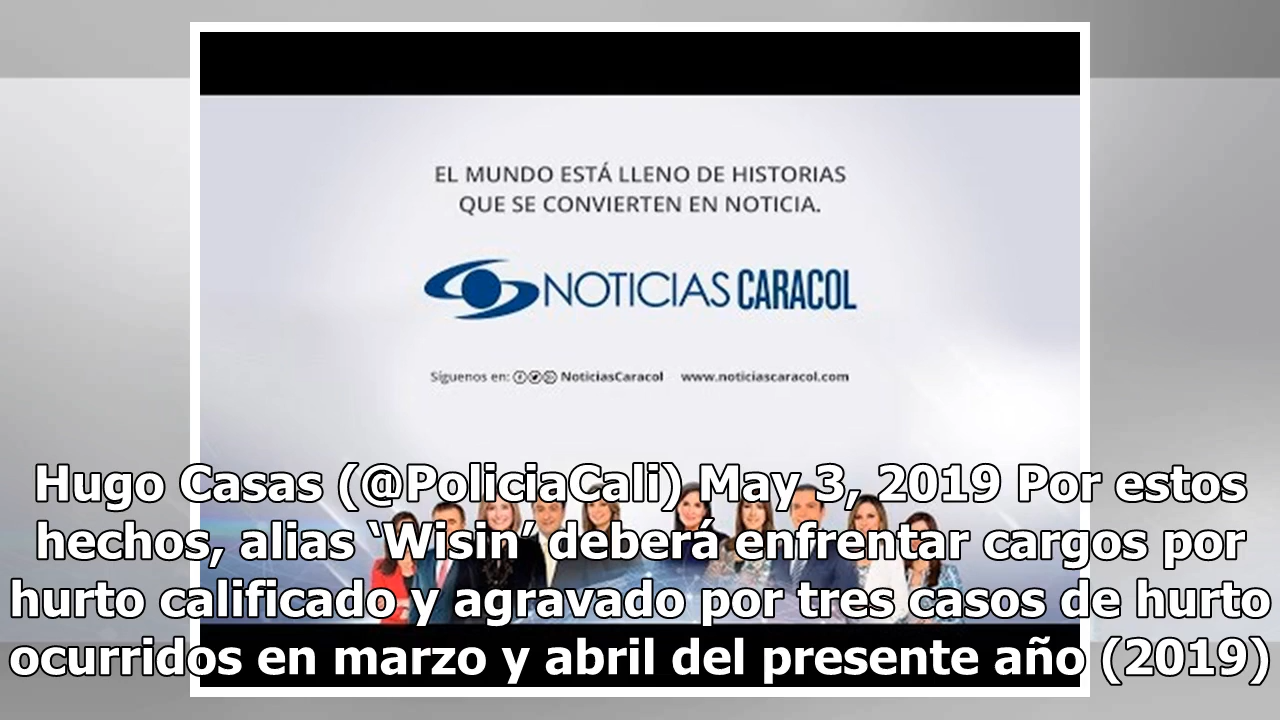 EL MUNDO ESTÁ LLENO DE HISTORIAS
QUE SE CONVIERTEN EN NOTICIA.
NOTICIAS CARACOL
Síguenos en: NoticiasCaracol www.noticiascaracol.com
Hugo Casas (@PoliciaCali) May 3, 2019 Por estos
hechos, alias ‘Wisin’ deberá enfrentar cargos por
hurto calificado y agravado por tres casos de hurto
ocurridos en marzo y abril del presente año (2019)